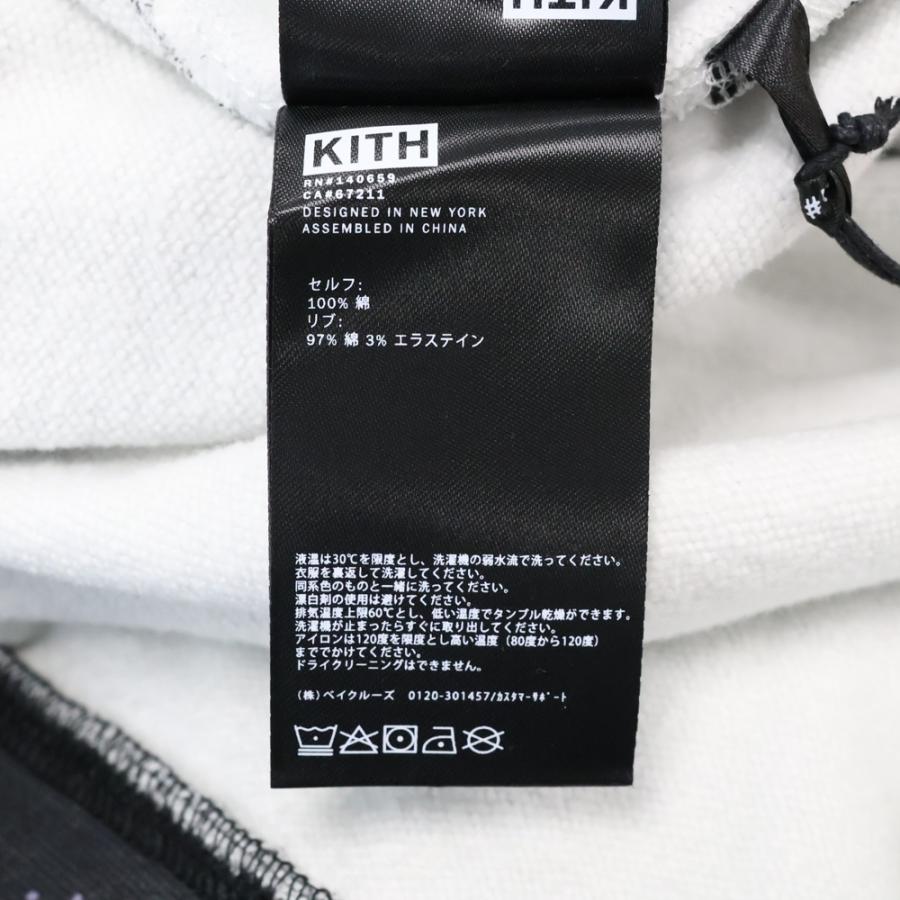 KITH
KITH
RN#140659
CA#67211
DESIGNED IN NEW YORK
ASSEMBLED IN CHINA
セルフ:
100% 綿
リブ:
97% 綿 3% エラステイン
液温は30℃を限度とし、洗濯機の弱水流で洗ってください。
衣服を裏返して洗濯してください。
同系色のものと一緒に洗ってください。
漂白剤の使用は避けてください。
排気温度上限60℃とし、低い温度でタンブル乾燥ができます。
洗濯機が止まったらすぐに取り出してください。
アイロンは120度を限度とし高い温度（80度から120度）
まででかけてください。
ドライクリーニングはできません。
(株)ベイクルーズ 0120-301457/ｶｽﾀﾏｰｻﾎﾟｰﾄ